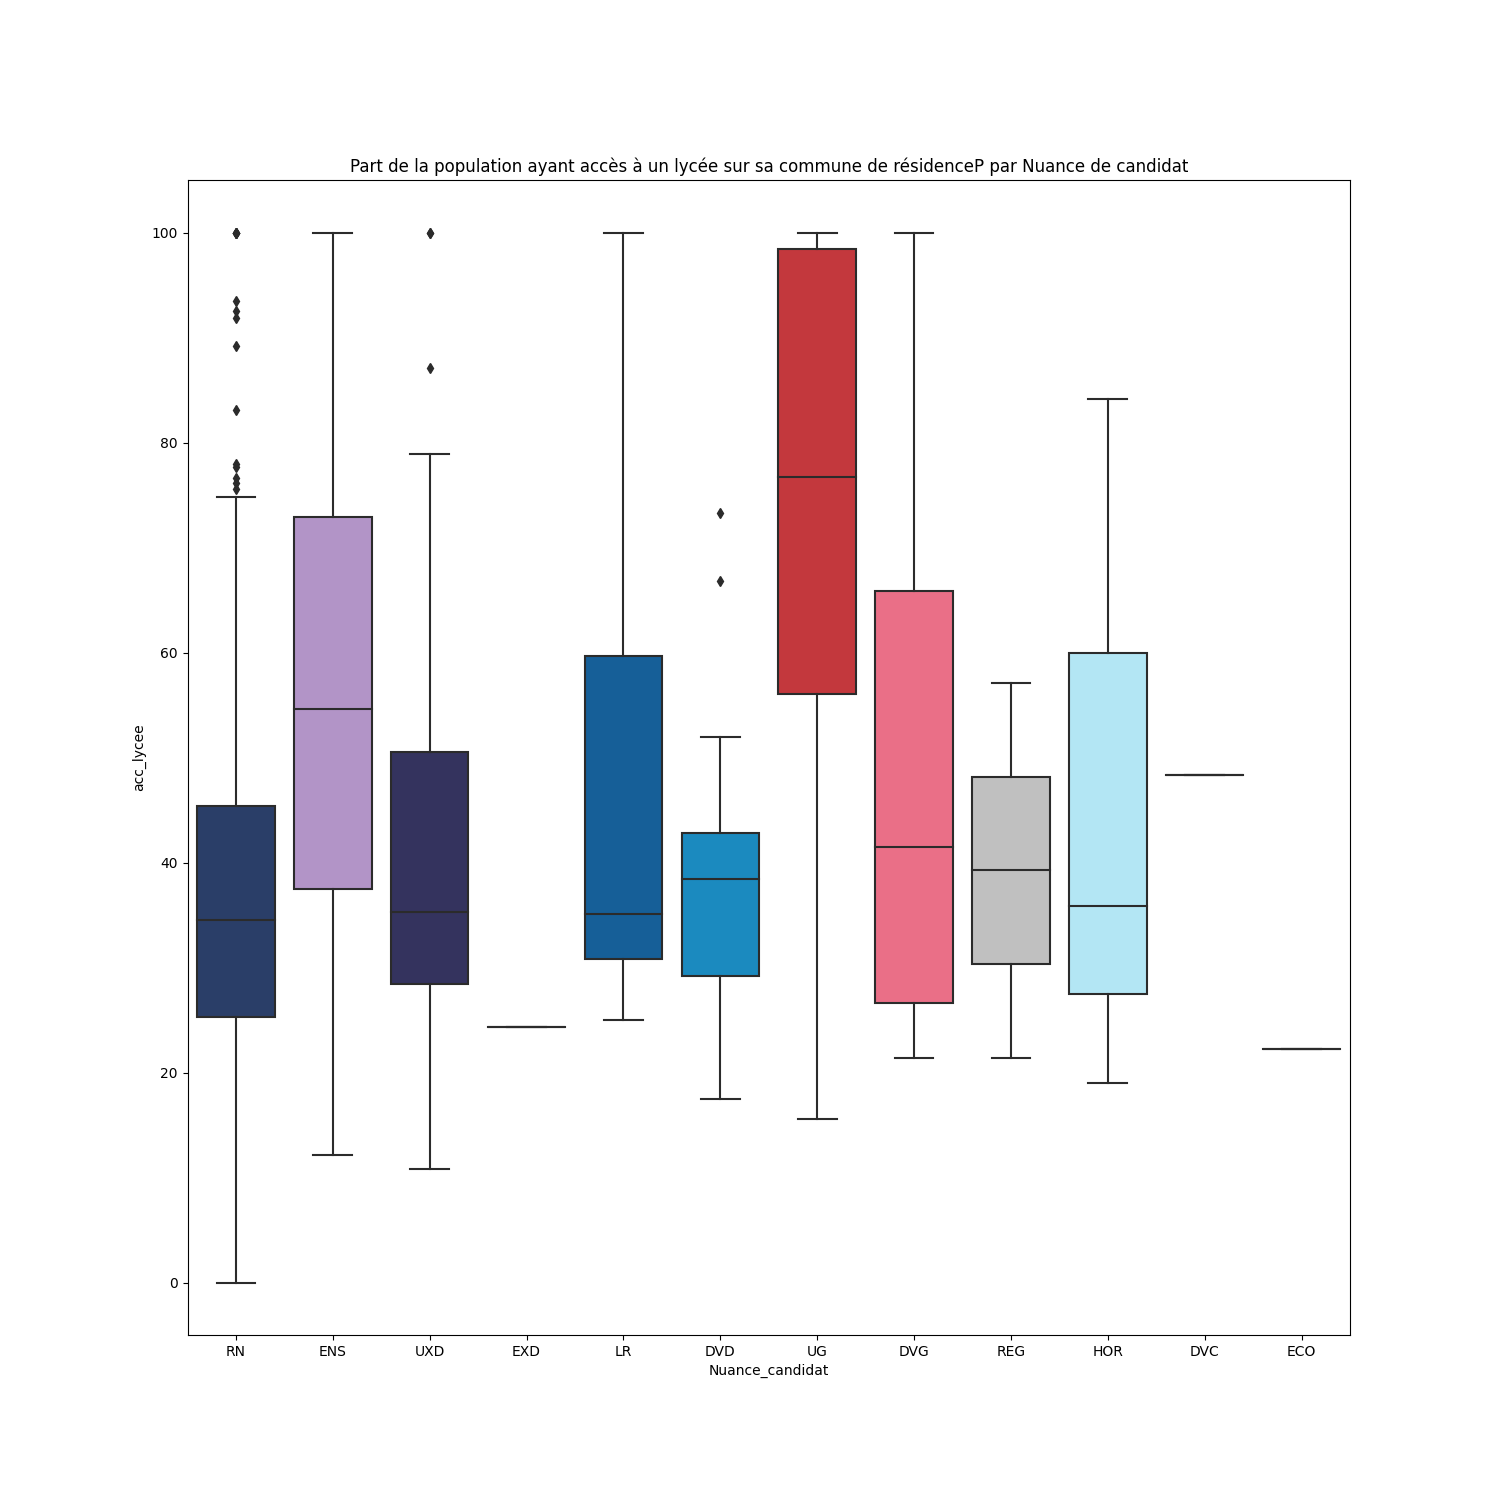 Part de la population ayant accès à un lycée sur sa commune de résidenceP par Nuance de candidat
100
80
60
40
20
0
acc_lycee
RN ENS UXD EXD LR DVD UG DVG REG HOR DVC ECO
Nuance_candidat